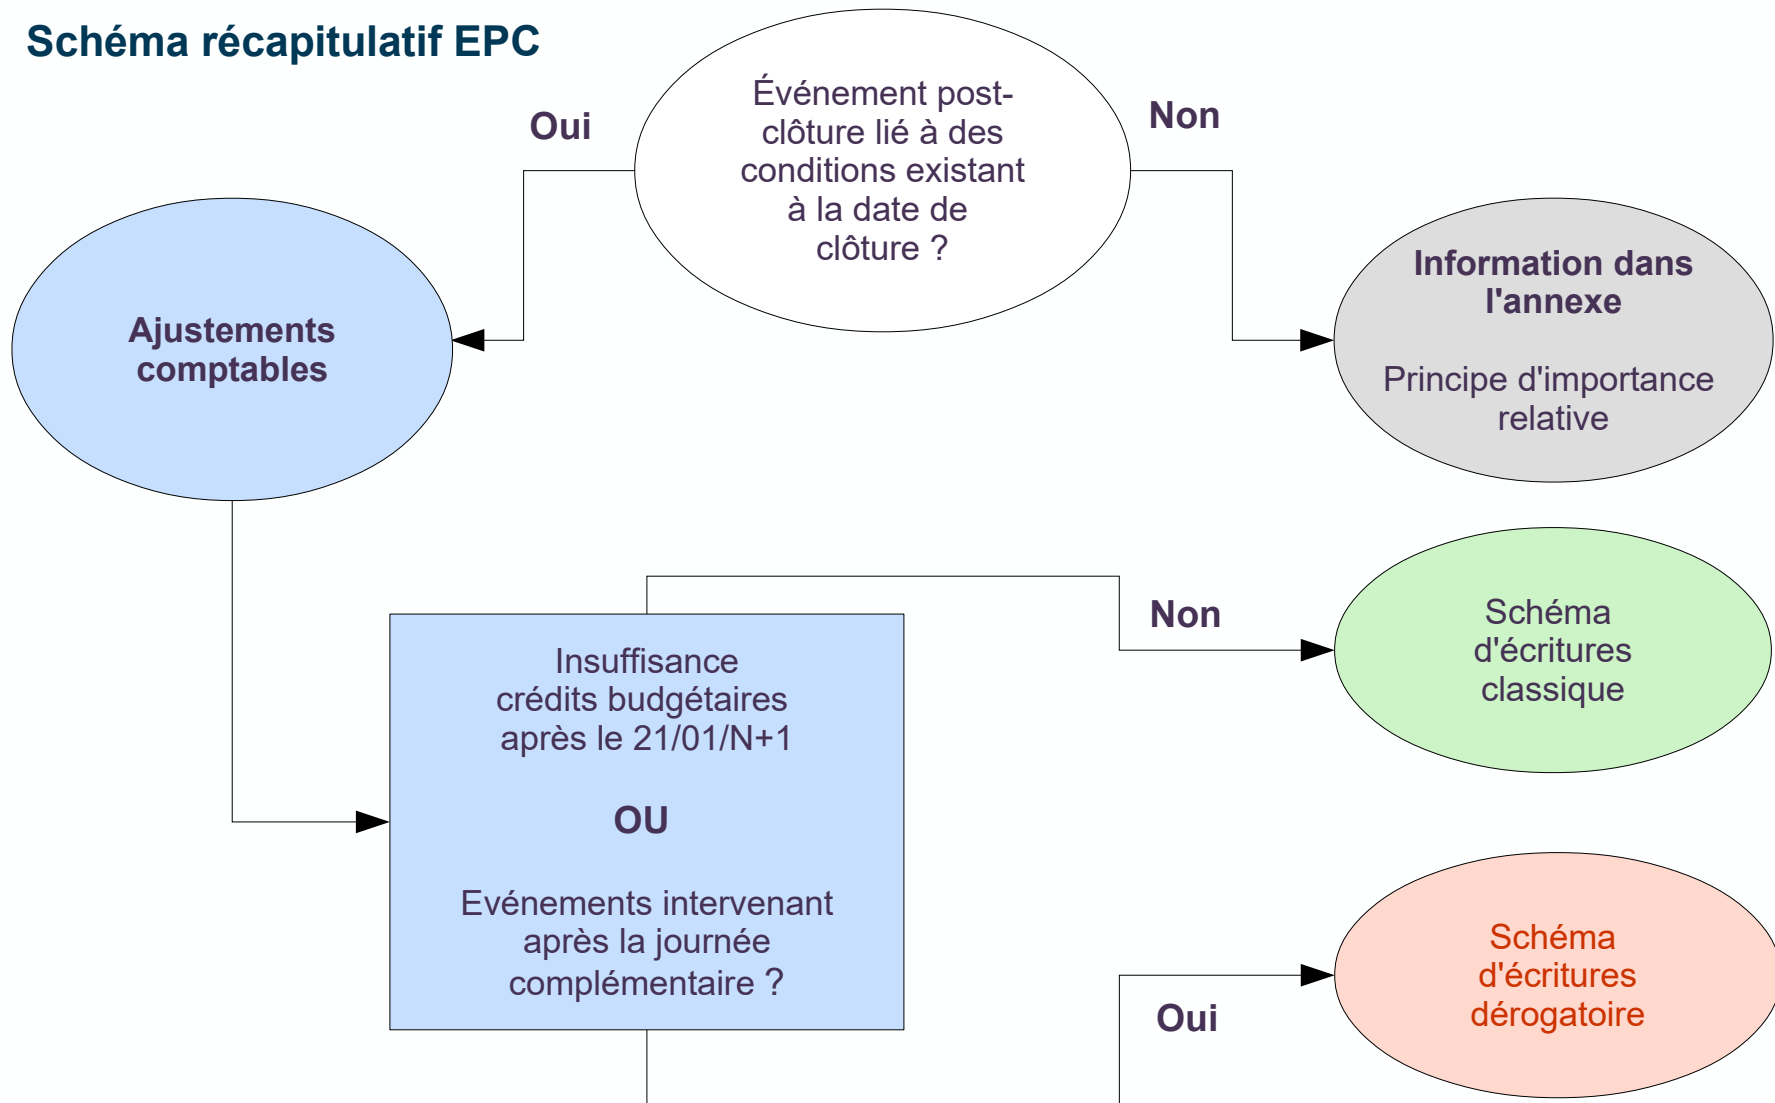 Schéma récapitulatif EPC
Événement post-
clôture lié à des
conditions existant
à la date de
clôture ?
Oui
Non
Ajustements
comptables
Information dans
l'annexe
Principe d'importance
relative
Insuffisance
crédits budgétaires
après le 21/01/N+1
OU
Evénements intervenant
après la journée
complémentaire ?
Non
Schéma
d'écritures
classique
Oui
Schéma
d'écritures
dérogatoire